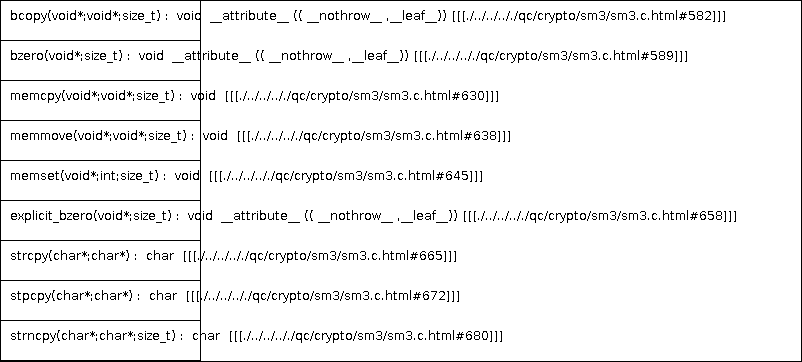 bcopy(void*;void*;size_t) : void __attribute__ (( __nothrow__ ,__leaf__)) [[[./../../../../qc/crypto/sm3/sm3.c.html#582]]]
bzero(void*;size_t) : void __attribute__ (( __nothrow__ ,__leaf__)) [[[./../../../../qc/crypto/sm3/sm3.c.html#589]]]
memcpy(void*;void*;size_t) : void [[[./../../../../qc/crypto/sm3/sm3.c.html#630]]]
memmove(void*;void*;size_t) : void [[[./../../../../qc/crypto/sm3/sm3.c.html#638]]]
memset(void*;int;size_t) : void [[[./../../../../qc/crypto/sm3/sm3.c.html#645]]]
explicit_bzero(void*;size_t) : void __attribute__ (( __nothrow__ ,__leaf__)) [[[./../../../../qc/crypto/sm3/sm3.c.html#658]]]
strcpy(char*;char*) : char [[[./../../../../qc/crypto/sm3/sm3.c.html#665]]]
stpcpy(char*;char*) : char [[[./../../../../qc/crypto/sm3/sm3.c.html#672]]]
strncpy(char*;char*;size_t) : char [[[./../../../../qc/crypto/sm3/sm3.c.html#680]]]